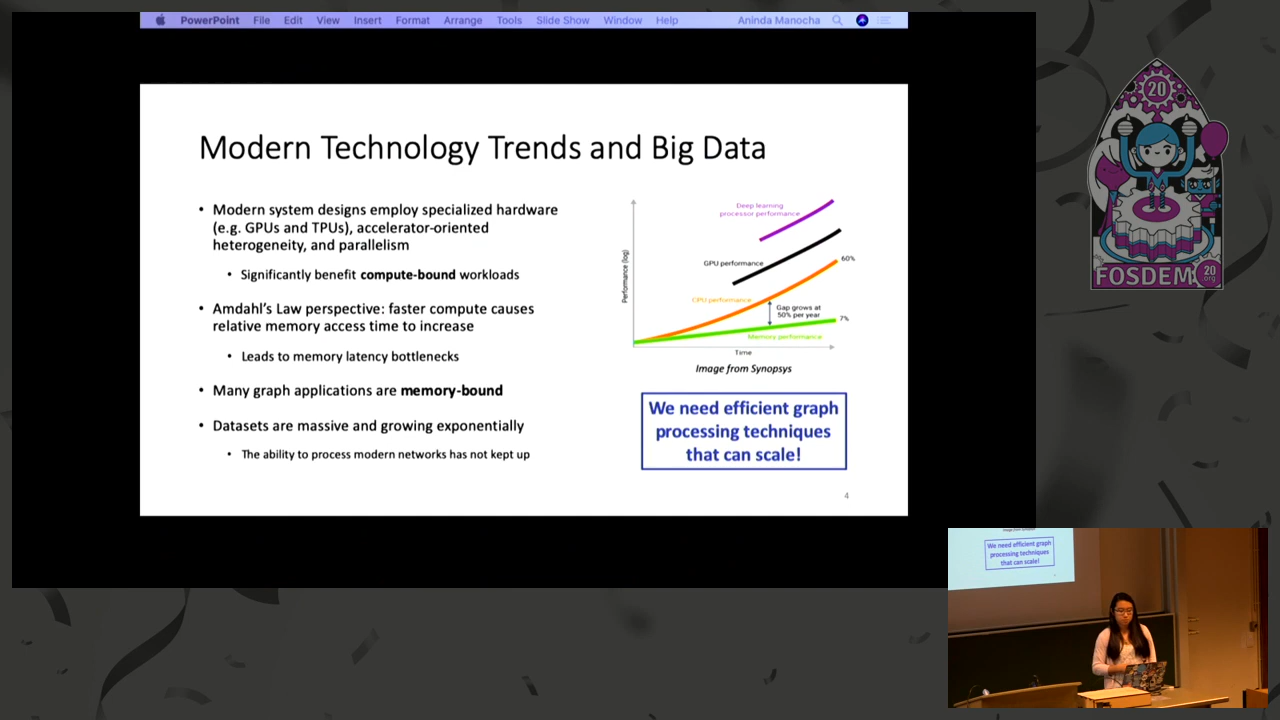 PowerPoint File Edit View Insert Format Arrange Tools Slide Show Window Help Aninda Manocha
Modern Technology Trends and Big Data
• Modern system designs employ specialized hardware
(e.g. GPUs and TPUs), accelerator-oriented
heterogeneity, and parallelism
• Significantly benefit compute-bound workloads
• Amdahl's Law perspective: faster compute causes
relative memory access time to increase
• Leads to memory latency bottlenecks
• Many graph applications are memory-bound
• Datasets are massive and growing exponentially
• The ability to process modern networks has not kept up
Performance (log)
Deep learning
processor performance
GPU performance
60%
CPU performance
Gap grows at
50% per year
7%
Memory performance
Time
Image from Synopsys
We need efficient graph
processing techniques
that can scale!
4
20
FOSDEM 20
.org
We need efficient graph
processing techniques
that can scale!